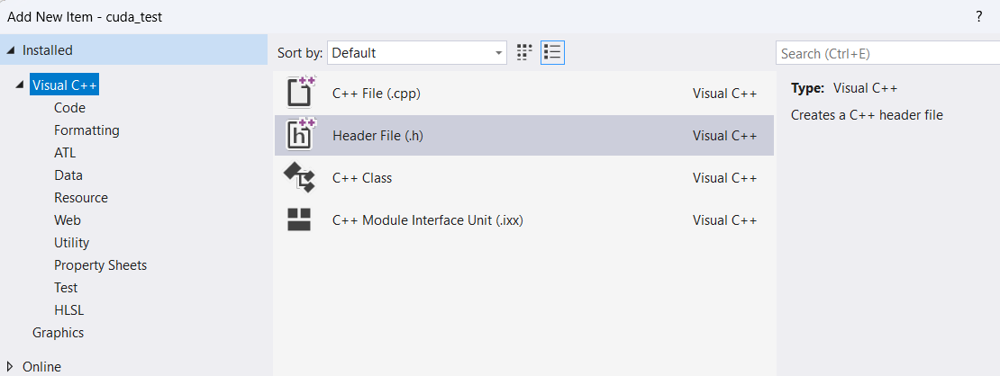 Add New Item - cuda_test
?
Installed
Sort by: Default
Search (Ctrl+E)
Visual C++
Code
Formatting
ATL
Data
Resource
Web
Utility
Property Sheets
Test
HLSL
Graphics
Online
C++ File (.cpp) Visual C++
Header File (.h) Visual C++
C++ Class Visual C++
C++ Module Interface Unit (.ixx) Visual C++
Type: Visual C++
Creates a C++ header file